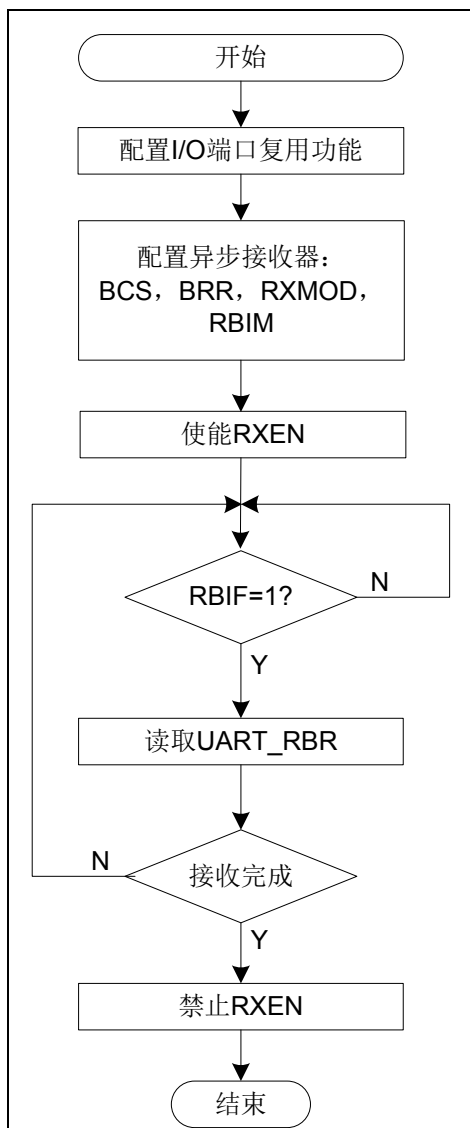 开始
配置I/O端口复用功能
配置异步接收器：
BCS，BRR，RXMOD，
RBIM
使能RXEN
RBIF=1?
N
Y
读取UART_RBR
N
接收完成
Y
禁止RXEN
结束